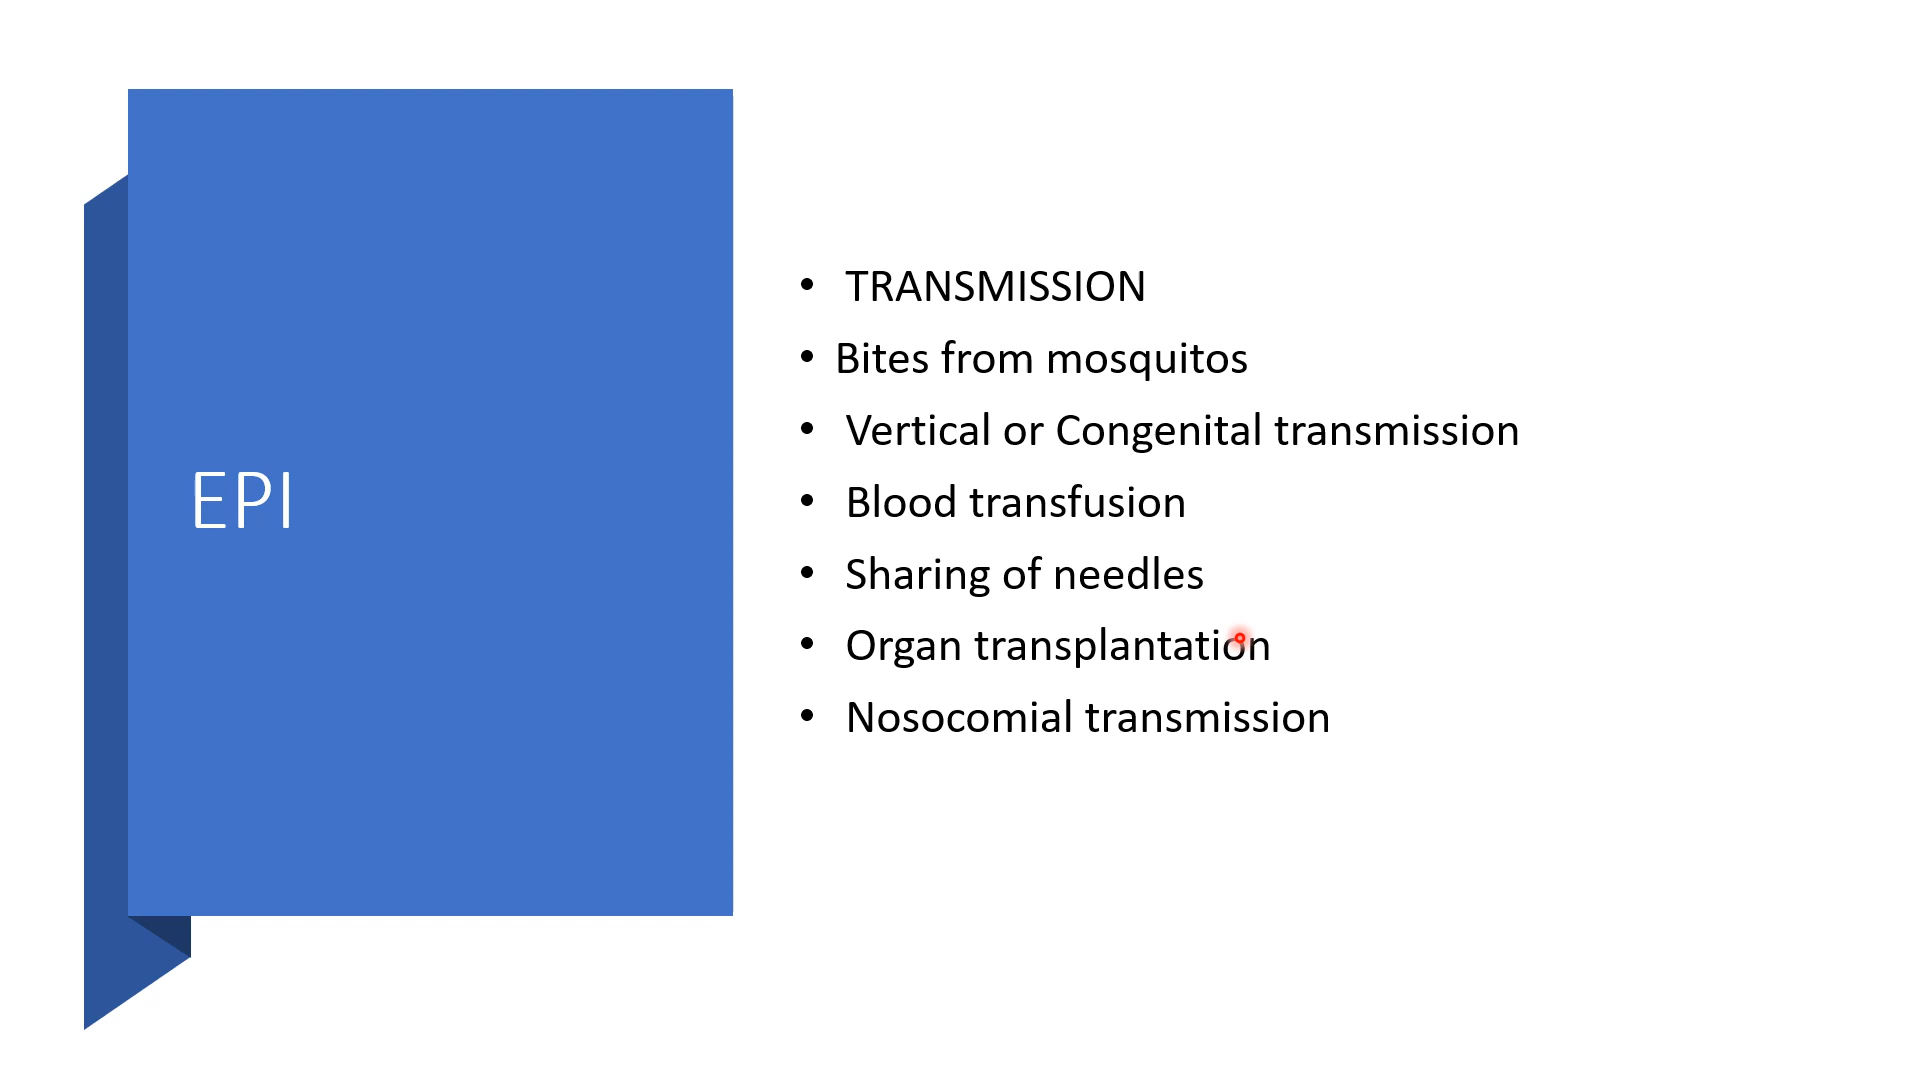 EPI
• TRANSMISSION
• Bites from mosquitos
• Vertical or Congenital transmission
• Blood transfusion
• Sharing of needles
• Organ transplantation
• Nosocomial transmission